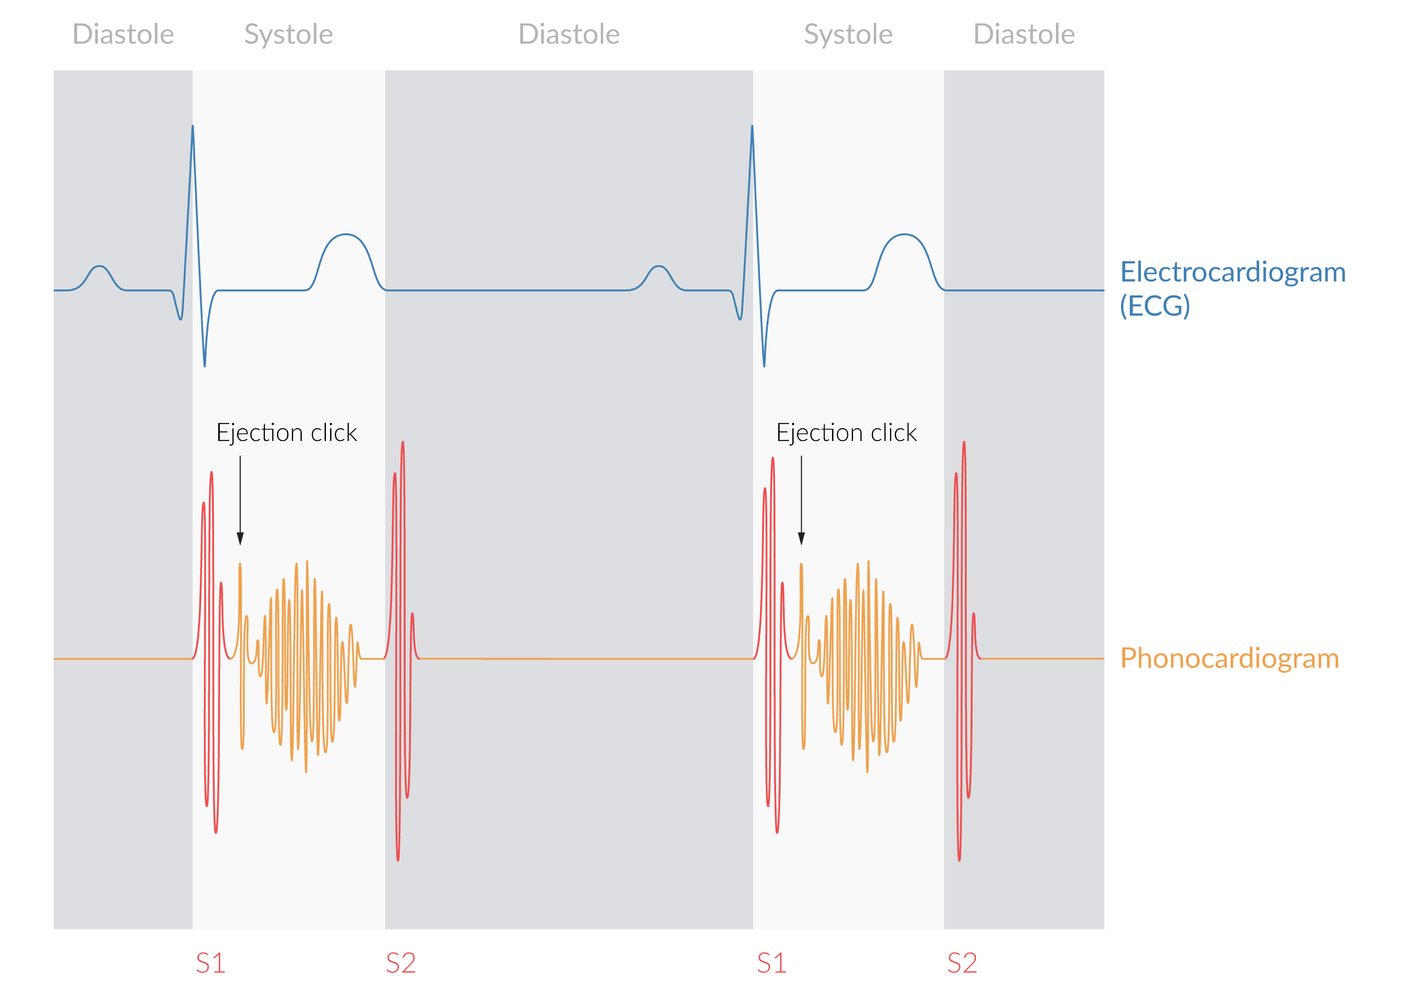 Diastole
Systole
Diastole
Systole
Diastole
Electrocardiogram
(ECG)
Ejection click
Ejection click
Phonocardiogram
S1
S2
S1
S2